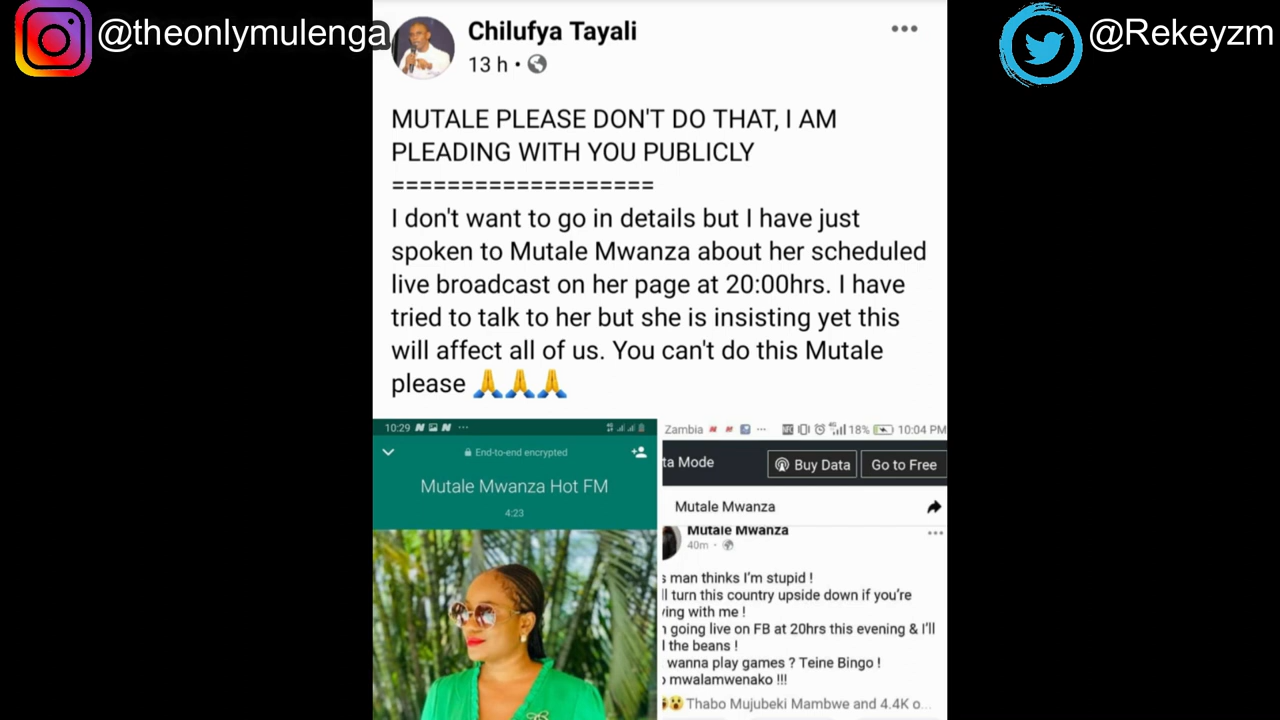 @theonlymulenga
@Rekeyzm
Chilufya Tayali
13 h
MUTALE PLEASE DON'T DO THAT, I AM
PLEADING WITH YOU PUBLICLY
===================
I don't want to go in details but I have just
spoken to Mutale Mwanza about her scheduled
live broadcast on her page at 20:00hrs. I have
tried to talk to her but she is insisting yet this
will affect all of us. You can't do this Mutale
please 🙏🙏🙏
10:29
End-to-end encrypted
Mutale Mwanza Hot FM
4:23
Zambia
18% 10:04 PM
ta Mode
Buy Data
Go to Free
Mutale Mwanza
Mutale Mwanza
40m
s man thinks I'm stupid !
ll turn this country upside down if you're
ying with me !
n going live on FB at 20hrs this evening & I'll
l the beans !
wanna play games ? Teine Bingo !
mwalamwenako !!!
Thabo Mujubeki Mambwe and 4.4K o...